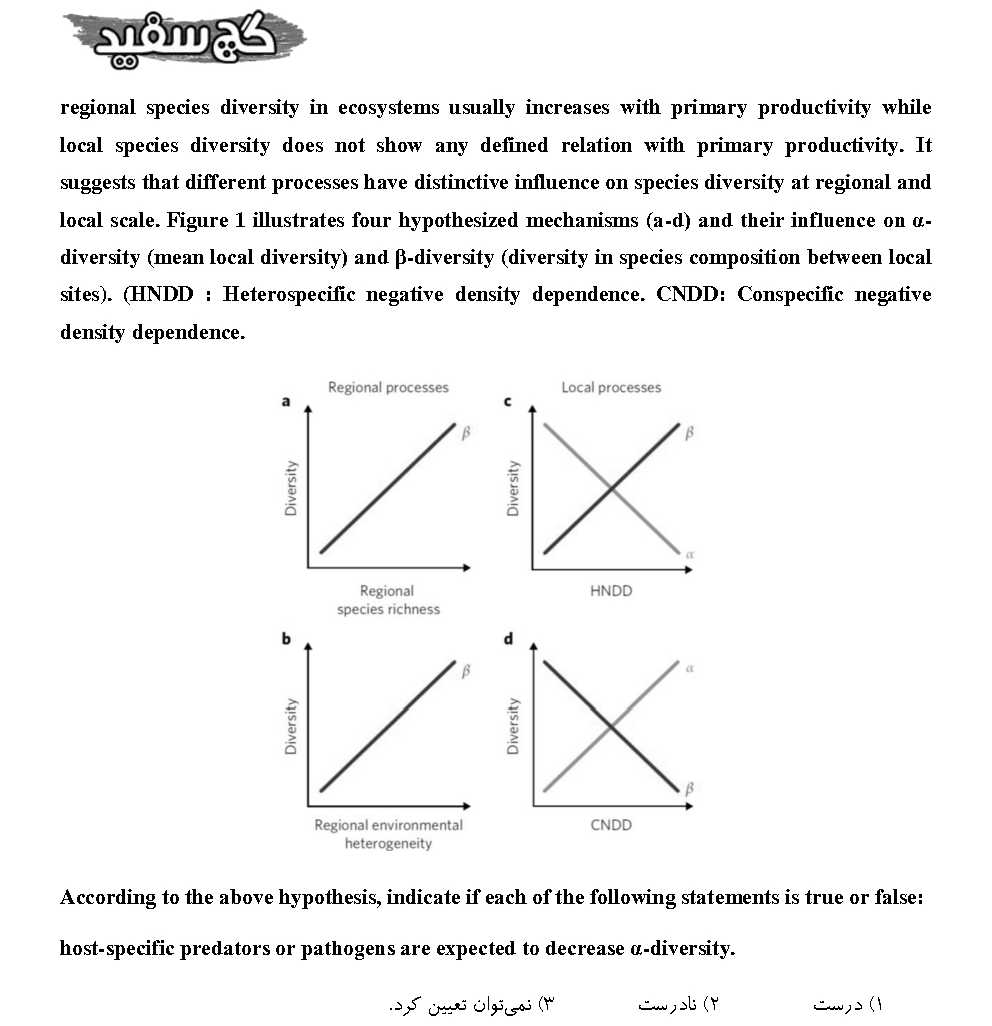 گچ سفید
regional species diversity in ecosystems usually increases with primary productivity while
local species diversity does not show any defined relation with primary productivity. It
suggests that different processes have distinctive influence on species diversity at regional and
local scale. Figure 1 illustrates four hypothesized mechanisms (a-d) and their influence on α-
diversity (mean local diversity) and β-diversity (diversity in species composition between local
sites). (HNDD : Heterospecific negative density dependence. CNDD: Conspecific negative
density dependence.
Regional processes
a
β
Diversity
Regional
species richness
Local processes
c
β
Diversity
α
HNDD
b
β
Diversity
Regional environmental
heterogeneity
d
α
Diversity
β
CNDD
According to the above hypothesis, indicate if each of the following statements is true or false:
host-specific predators or pathogens are expected to decrease α-diversity.
۱) درست ۲) نادرست ۳) نمی‌توان تعیین کرد.